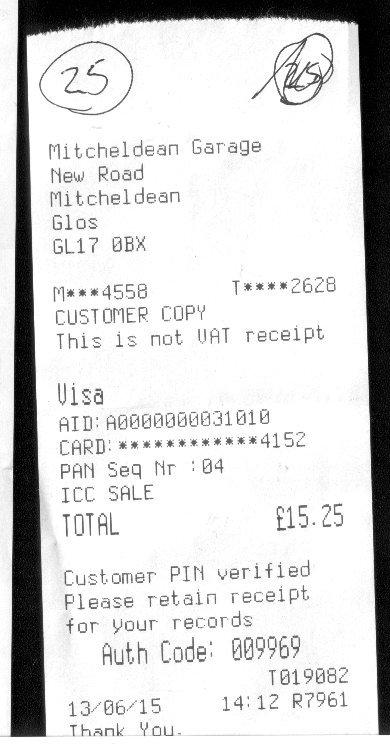 25
Mitcheldean Garage
New Road
Mitcheldean
Glos
GL17 0BX
M***4558 T****2628
CUSTOMER COPY
This is not VAT receipt
Visa
AID:A0000000031010
CARD:************4152
PAN Seq Nr :04
ICC SALE
TOTAL £15.25
Customer PIN verified
Please retain receipt
for your records
Auth Code: 009969
T019082
13/06/15 14:12 R7961
Thank You.